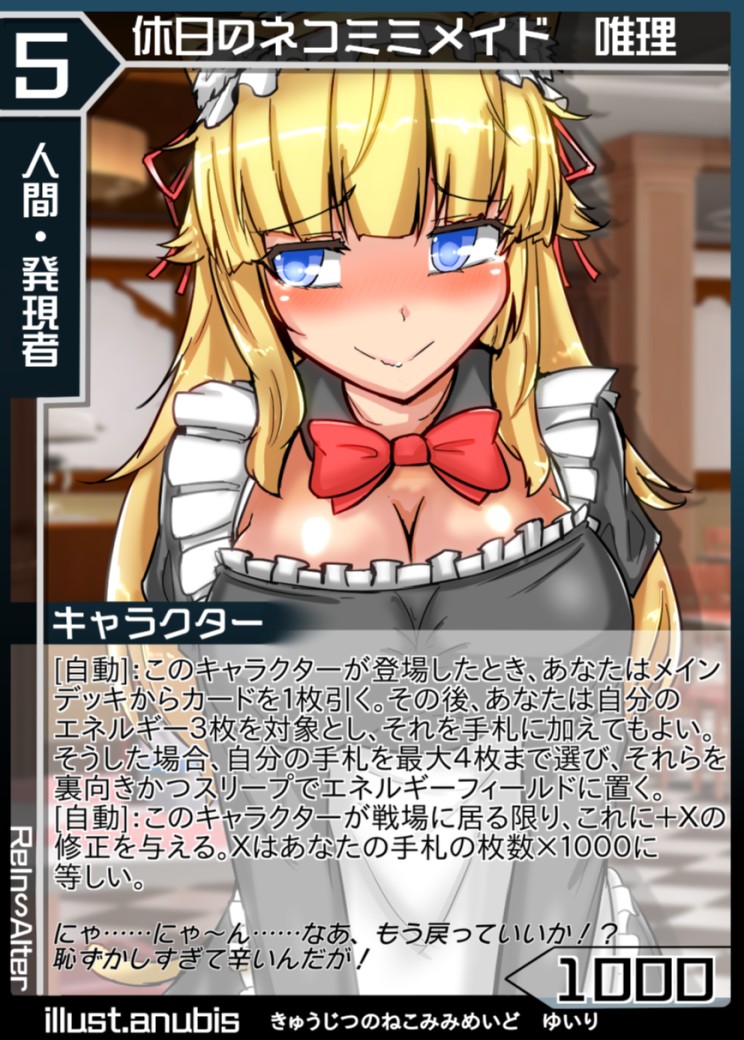 5
休日のネコミミメイド 唯理
人間・発現者
キャラクター
[自動]:このキャラクターが登場したとき、あなたはメイン
デッキからカードを1枚引く。その後、あなたは自分の
エネルギー3枚を対象とし、それを手札に加えてもよい。
そうした場合、自分の手札を最大4枚まで選び、それらを
裏向きかつスリープでエネルギーフィールドに置く。
[自動]:このキャラクターが戦場に居る限り、これに+Xの
修正を与える。Xはあなたの手札の枚数×1000に
等しい。
にゃ……にゃ~ん……なあ、もう戻っていいか!?
恥ずかしすぎて辛いんだが!
ReIn∽Alter
1000
illust.anubis きゅうじつのねこみみめいど ゆいり